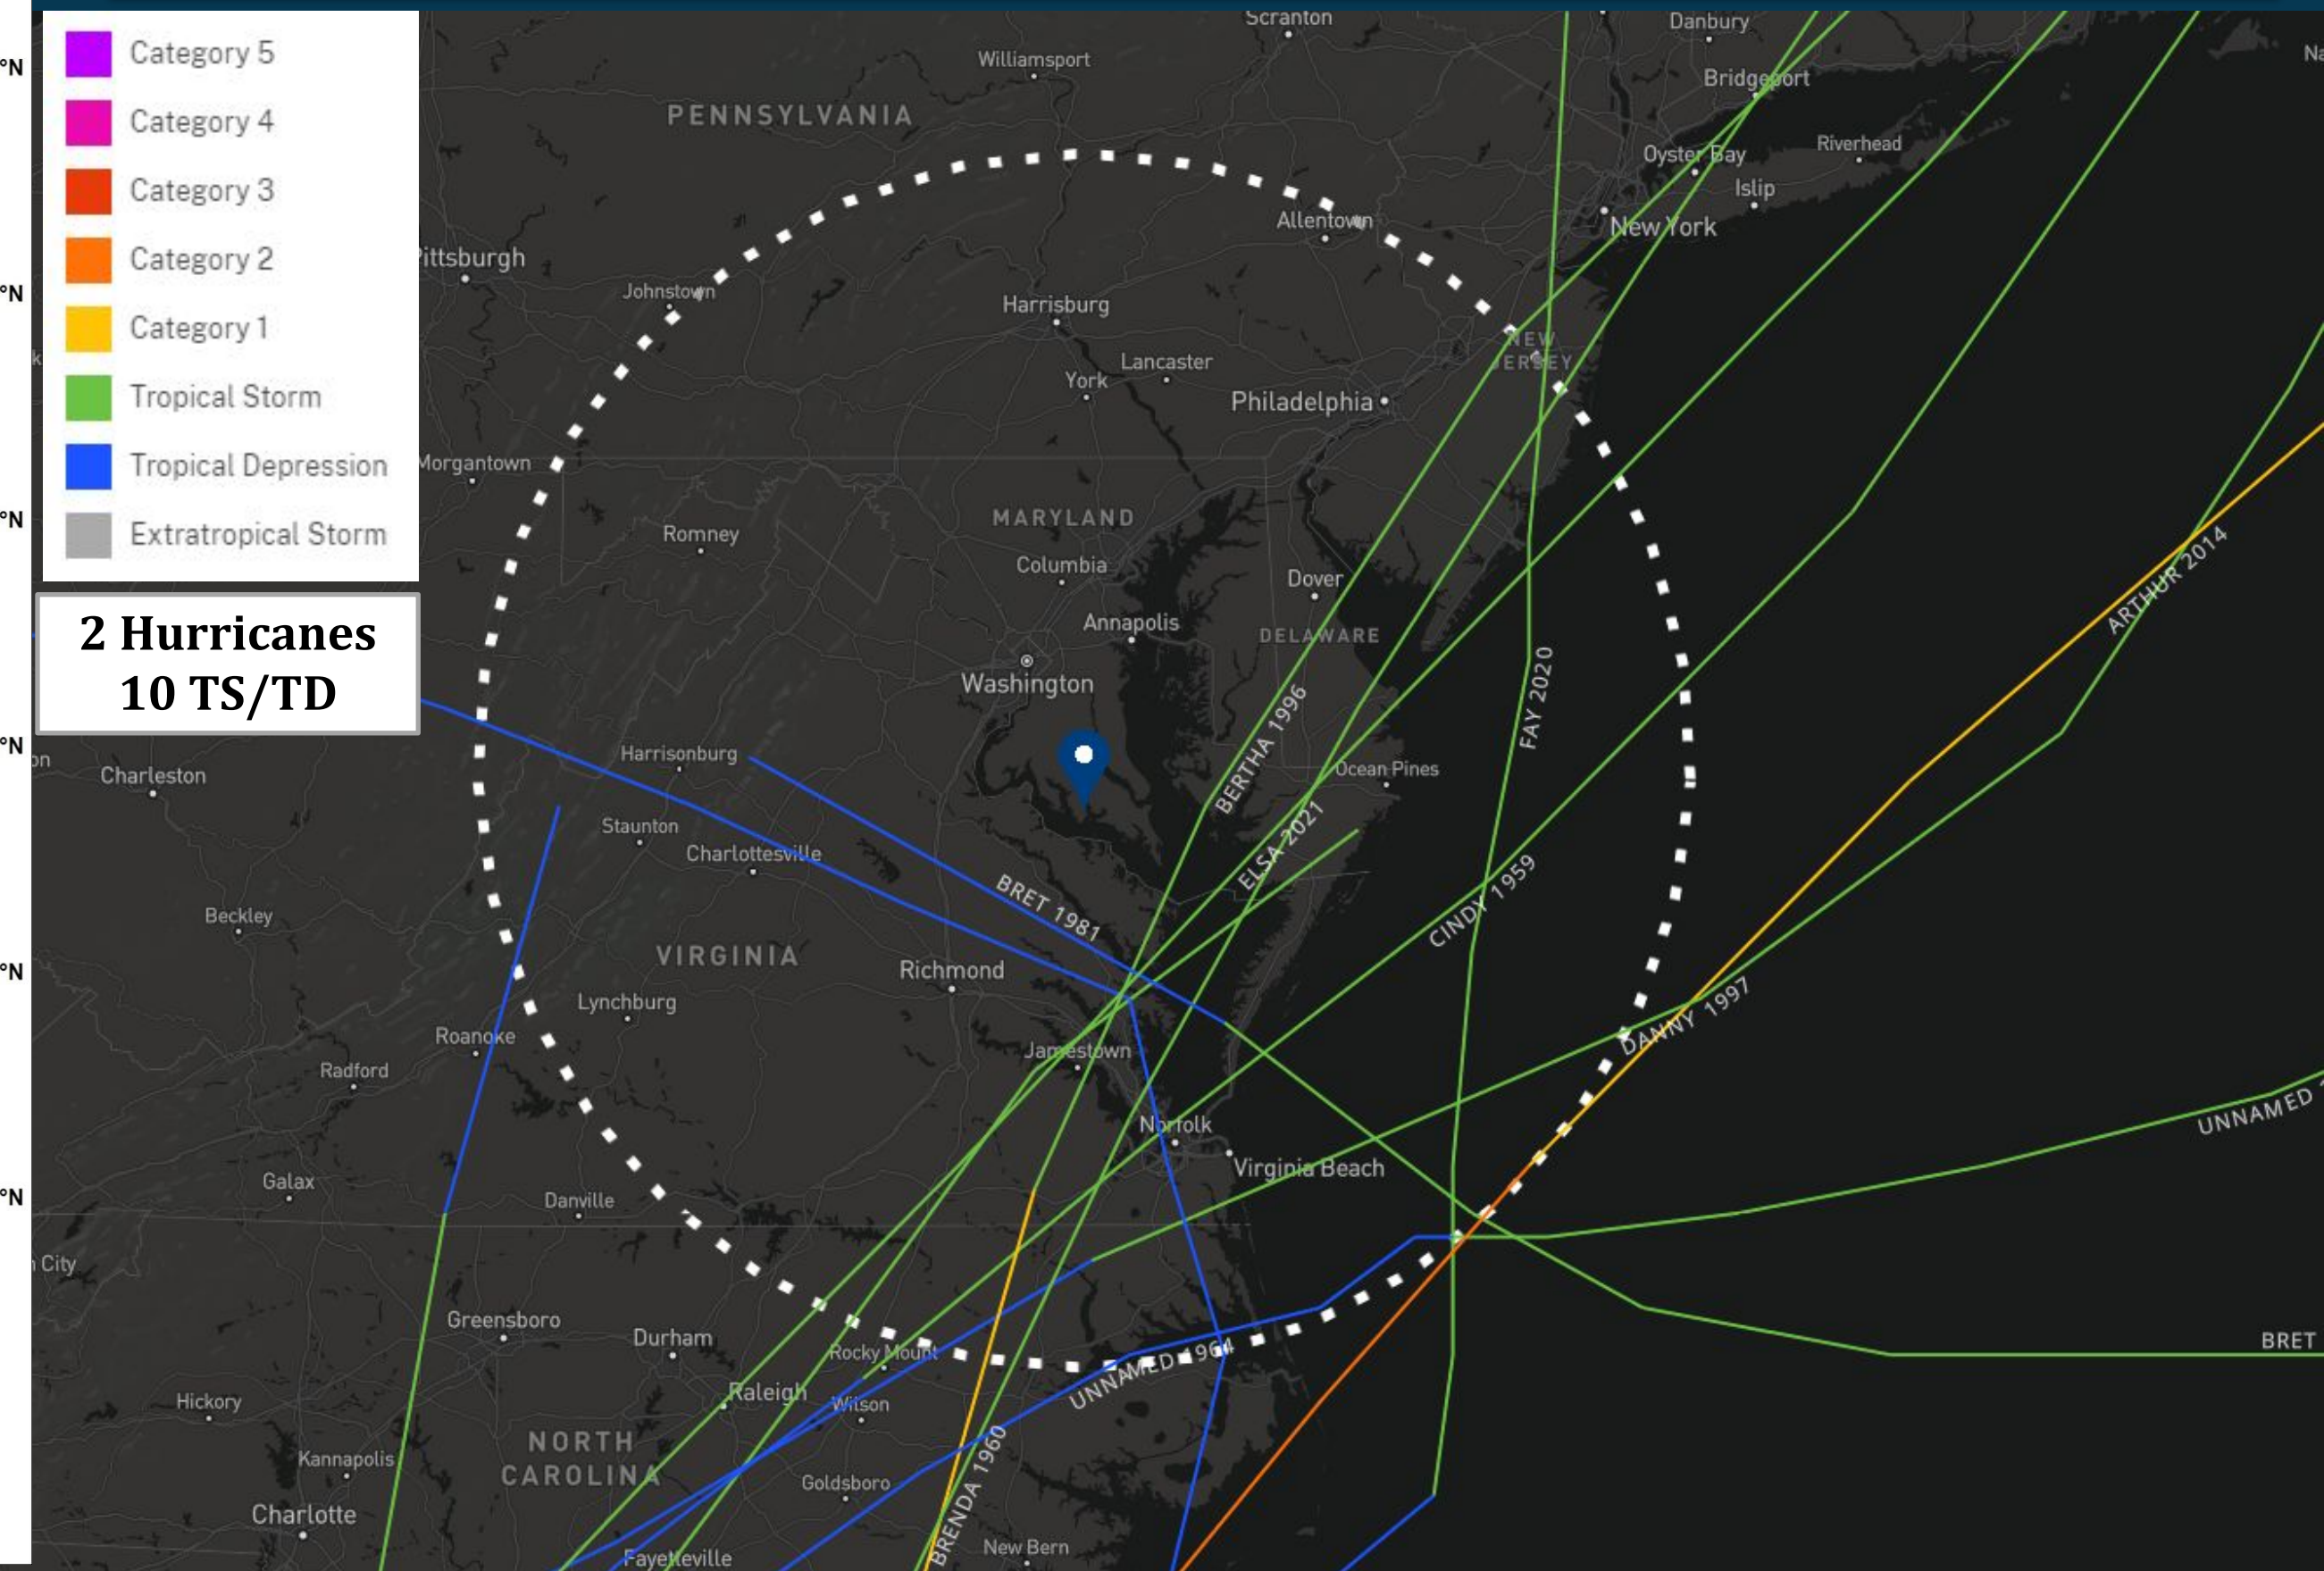 Category 5
Category 4
Category 3
Category 2
Category 1
Tropical Storm
Tropical Depression
Extratropical Storm
2 Hurricanes
10 TS/TD
°N
°N
°N
°N
°N
°N
Scranton
Danbury
Williamsport
Bridgeport
PENNSYLVANIA
Riverhead
Oyster Bay
Islip
Allentown
New York
ittsburgh
Johnstown
Harrisburg
NEW
JERSEY
Lancaster
York
Philadelphia
Morgantown
MARYLAND
Romney
Columbia
Dover
ARTHUR 2014
Annapolis
DELAWARE
Washington
FAY 2020
BERTHA 1996
Harrisonburg
Ocean Pines
on
Charleston
Staunton
ELSA 2021
Charlottesville
CINDY 1959
BRET 1981
Beckley
VIRGINIA
Richmond
Lynchburg
DANNY 1997
Roanoke
Jamestown
Radford
UNNAMED
Norfolk
Virginia Beach
Galax
Danville
City
Greensboro
Durham
Rocky Mount
BRET
UNNAMED 1964
Raleigh
Wilson
Hickory
NORTH
CAROLINA
Kannapolis
Goldsboro
BRENDA 1960
Charlotte
Fayetteville
New Bern